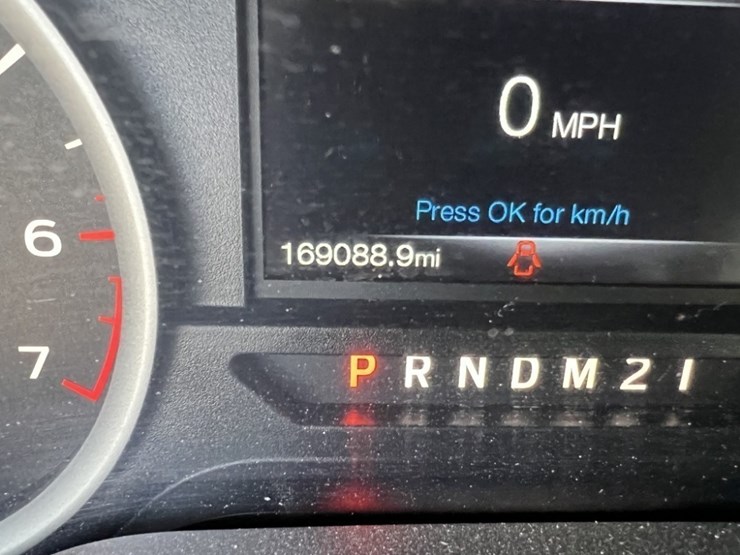 0 MPH
Press OK for km/h
169088.9mi
6
7
P R N D M 2 1